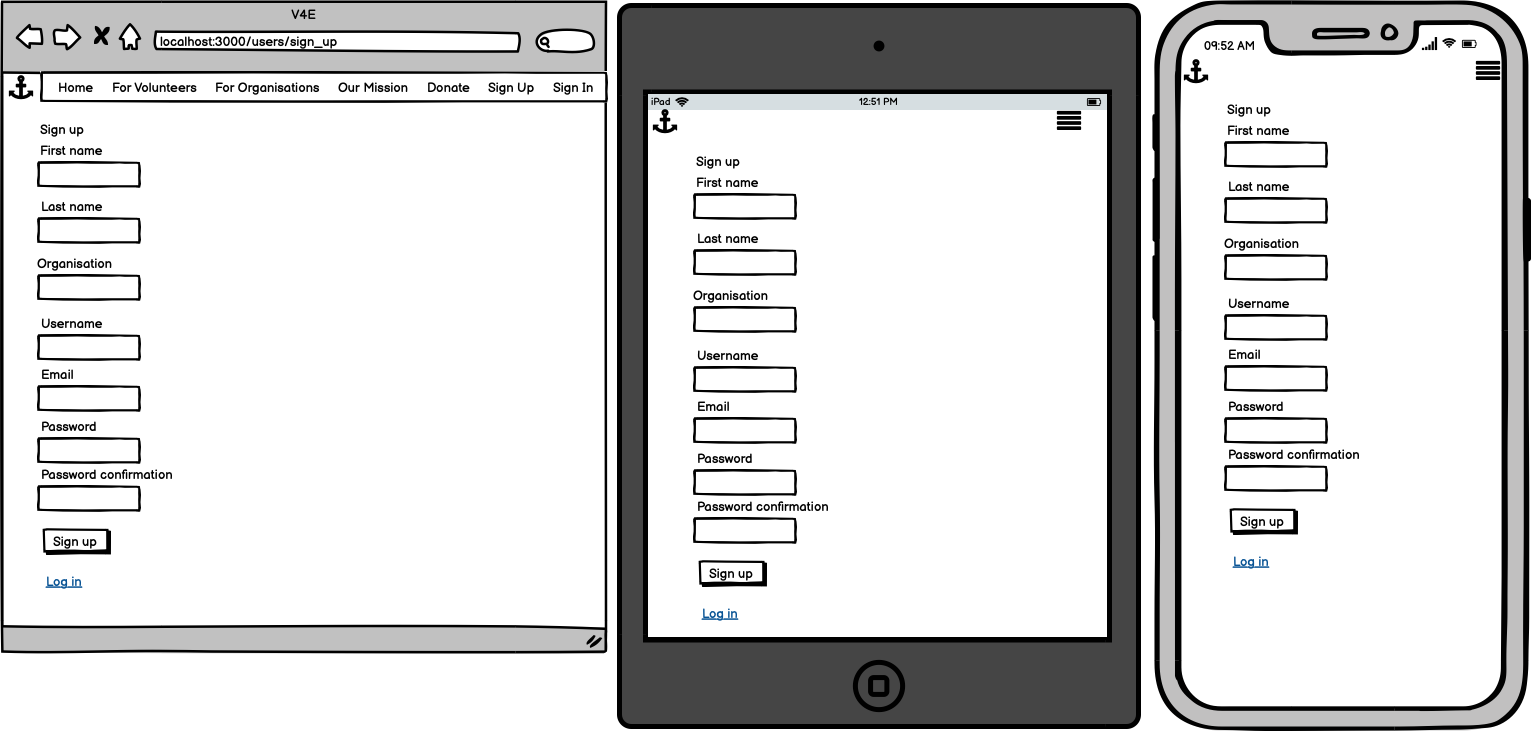 V4E
localhost:3000/users/sign_up
Home For Volunteers For Organisations Our Mission Donate Sign Up Sign In
Sign up
First name
Last name
Organisation
Username
Email
Password
Password confirmation
Sign up
Log in
iPad 12:51 PM
Sign up
First name
Last name
Organisation
Username
Email
Password
Password confirmation
Sign up
Log in
09:52 AM
Sign up
First name
Last name
Organisation
Username
Email
Password
Password confirmation
Sign up
Log in